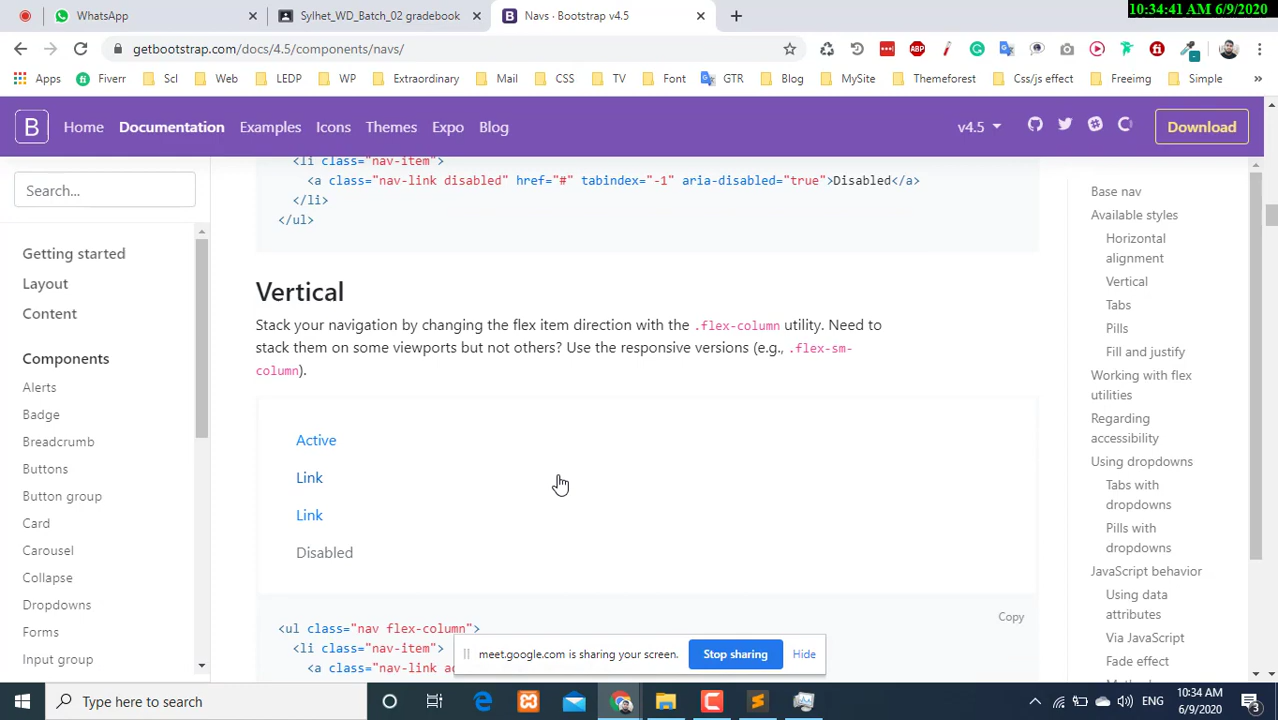 WhatsApp
Sylhet_WD_Batch_02 gradebook
Navs · Bootstrap v4.5
10:34:41 AM 6/9/2020
getbootstrap.com/docs/4.5/components/navs/
Apps
Fiverr
Scl
Web
LEDP
WP
Extraordinary
Mail
CSS
TV
Font
GTR
Blog
MySite
Themeforest
Css/js effect
Freeimg
Simple
B
Home
Documentation
Examples
Icons
Themes
Expo
Blog
v4.5
Download
Search...
Getting started
Layout
Content
Components
Alerts
Badge
Breadcrumb
Buttons
Button group
Card
Carousel
Collapse
Dropdowns
Forms
Input group
<li class="nav-item">
<a class="nav-link disabled" href="#" tabindex="-1" aria-disabled="true">Disabled</a>
</li>
</ul>
Vertical
Stack your navigation by changing the flex item direction with the .flex-column utility. Need to
stack them on some viewports but not others? Use the responsive versions (e.g., .flex-sm-
column).
Active
Link
Link
Disabled
Copy
<ul class="nav flex-column">
<li class="nav-item">
<a class="nav-link ac
Base nav
Available styles
Horizontal
alignment
Vertical
Tabs
Pills
Fill and justify
Working with flex
utilities
Regarding
accessibility
Using dropdowns
Tabs with
dropdowns
Pills with
dropdowns
JavaScript behavior
Using data
attributes
Via JavaScript
Fade effect
meet.google.com is sharing your screen.
Stop sharing
Hide
Type here to search
ENG
10:34 AM
6/9/2020
3